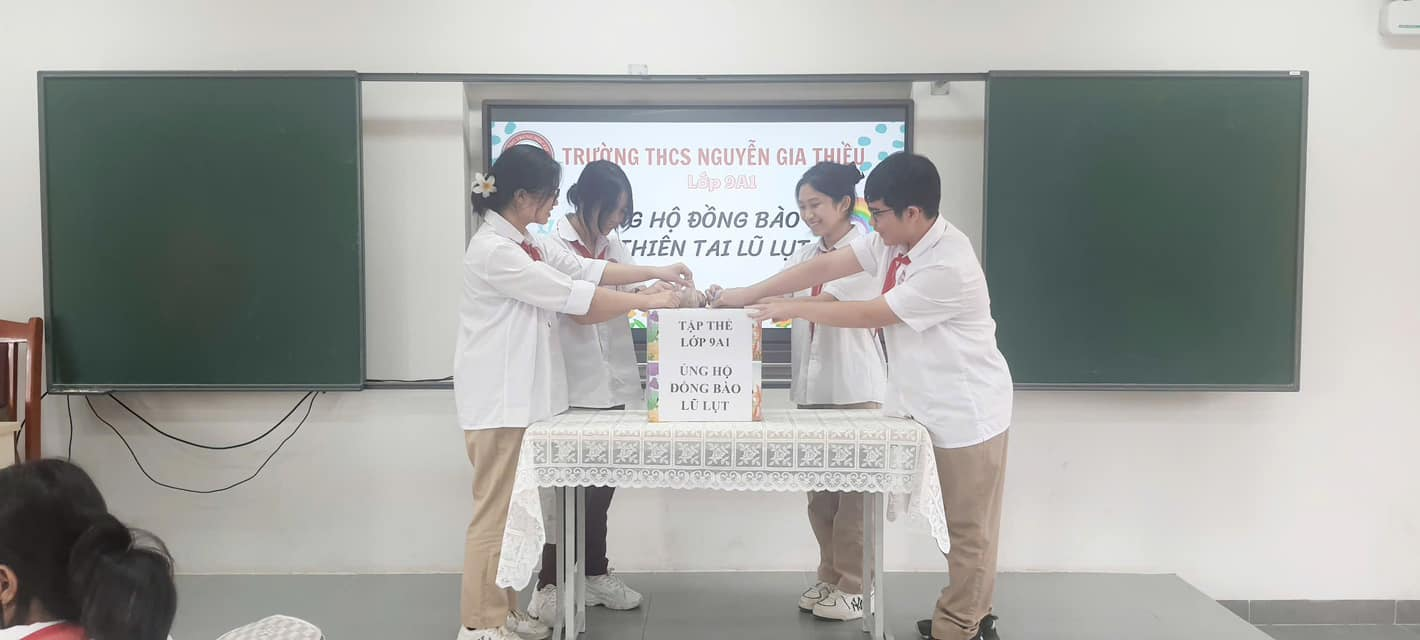 TRƯỜNG THCS NGUYỄN GIA THIỀU
Lớp 9A1
HỘ ĐỒNG BÀO
THIÊN TAI LŨ LỤT
TẬP THỂ
LỚP 9A1
ỦNG HỘ
ĐỒNG BÀO
LŨ LỤT